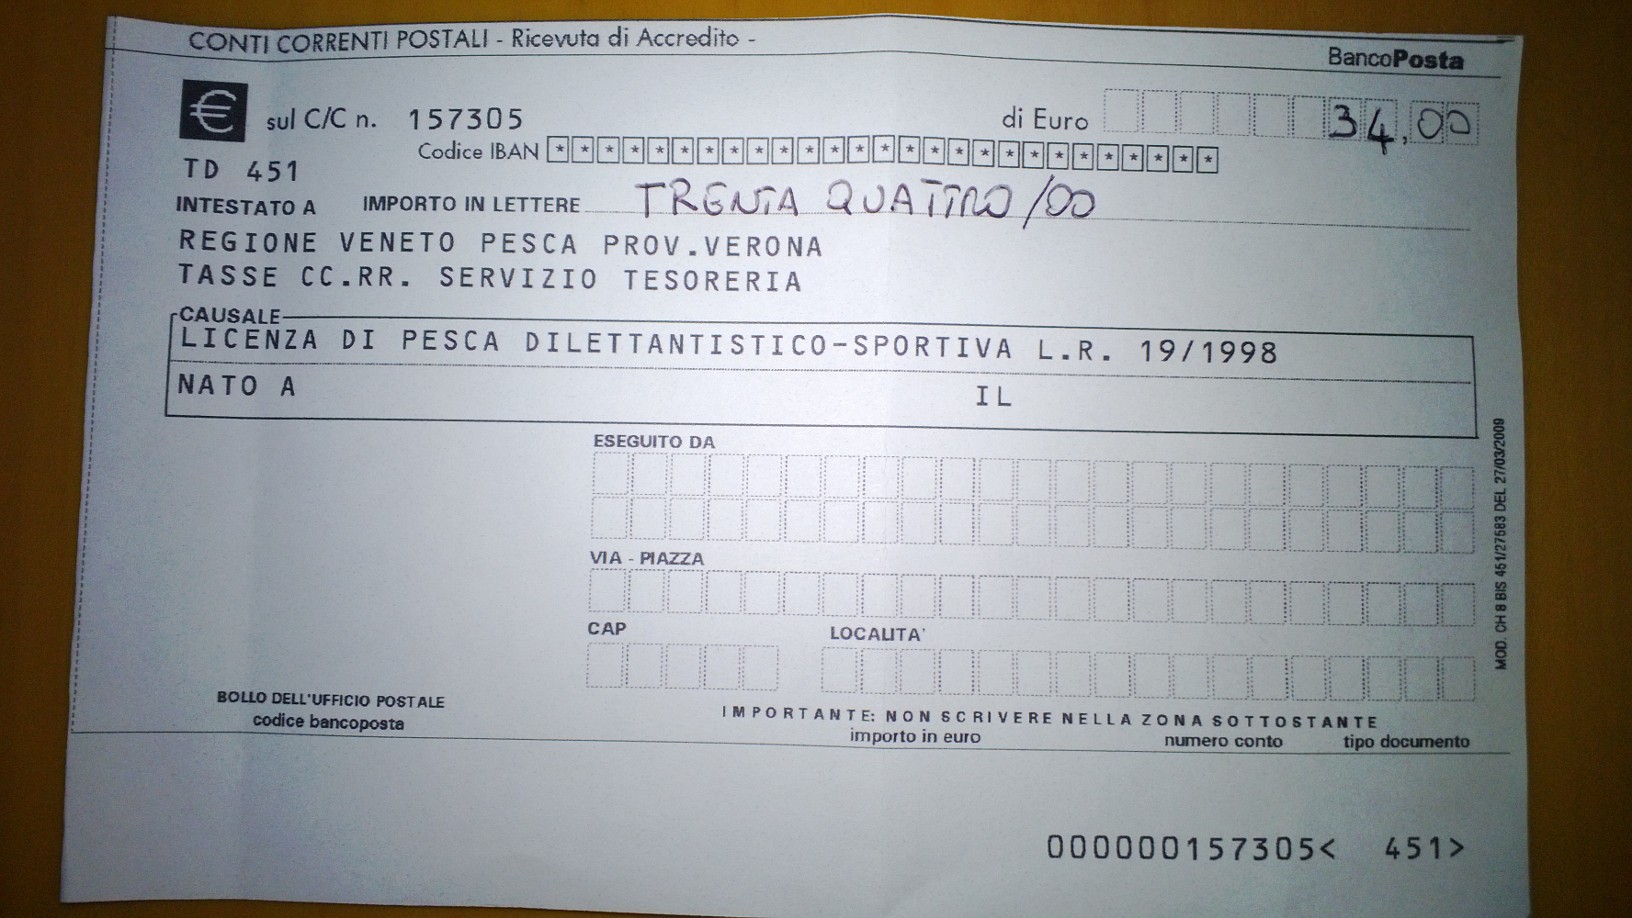 CONTI CORRENTI POSTALI - Ricevuta di Accredito -
BancoPosta
€ sul C/C n. 157305 di Euro 34,00
Codice IBAN * * * * * * * * * * * * * * * * * * * * * * * * * * *
TD 451
INTESTATO A IMPORTO IN LETTERE TRENTA QUATTRO/00
REGIONE VENETO PESCA PROV.VERONA
TASSE CC.RR. SERVIZIO TESORERIA
CAUSALE
LICENZA DI PESCA DILETTANTISTICO-SPORTIVA L.R. 19/1998
NATO A IL
ESEGUITO DA
VIA - PIAZZA
CAP LOCALITA'
MOD. CH 8 BIS 451/27583 DEL 27/03/2009
BOLLO DELL'UFFICIO POSTALE
codice bancoposta
IMPORTANTE: NON SCRIVERE NELLA ZONA SOTTOSTANTE
importo in euro numero conto tipo documento
000000157305< 451>